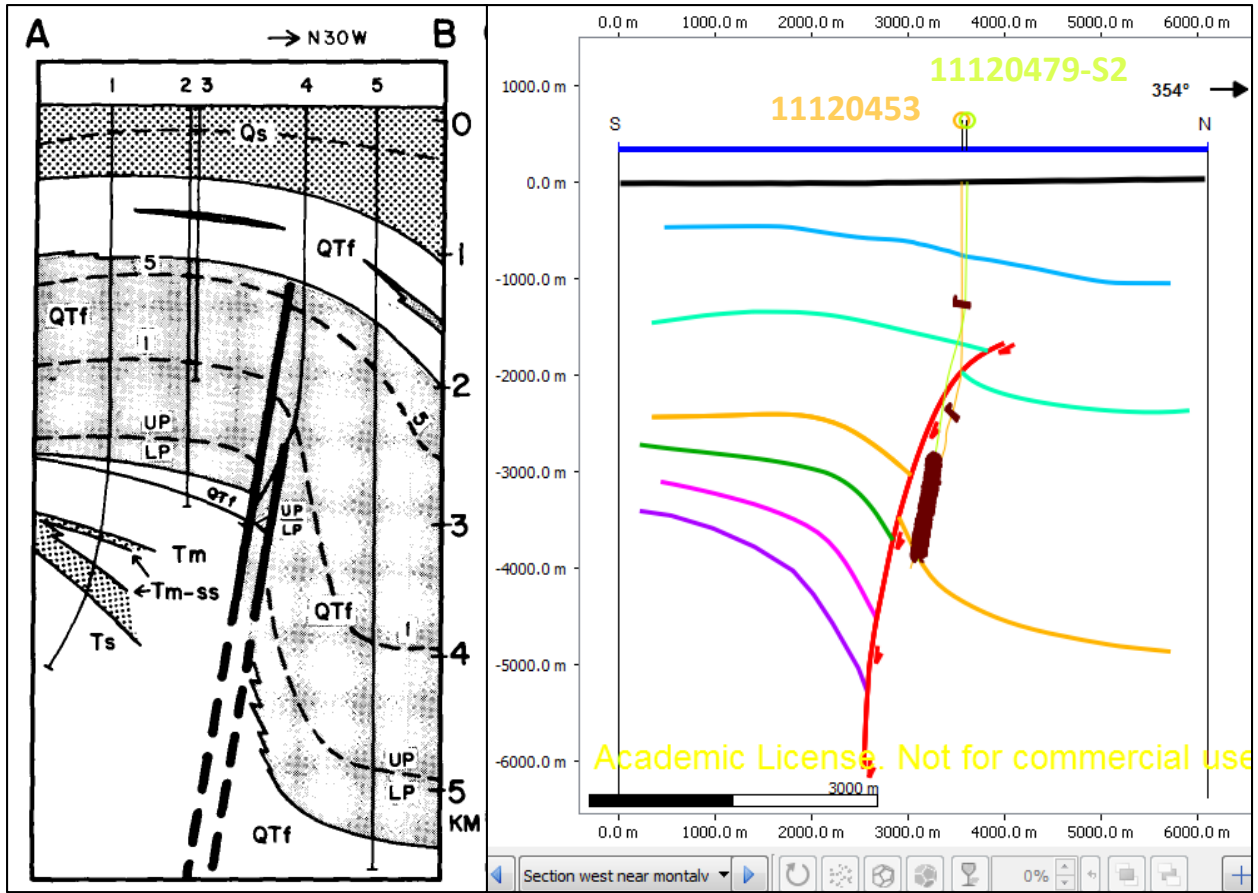 A
→ N30W
B
1
2
3
4
5
0
Qs
QTf
1
5
QTf
1
2
5
UP
LP
QTf
UP
LP
3
Tm
Tm-ss
Ts
QTf
1
4
UP
LP
5
KM
QTf
0.0 m
1000.0 m
2000.0 m
3000.0 m
4000.0 m
5000.0 m
6000.0 m
11120479-S2
1000.0 m
354°
11120453
S
N
0.0 m
-1000.0 m
-2000.0 m
-3000.0 m
-4000.0 m
-5000.0 m
-6000.0 m
Academic License. Not for commercial use
3000 m
0.0 m
1000.0 m
2000.0 m
3000.0 m
4000.0 m
5000.0 m
6000.0 m
Section west near montalv
0%